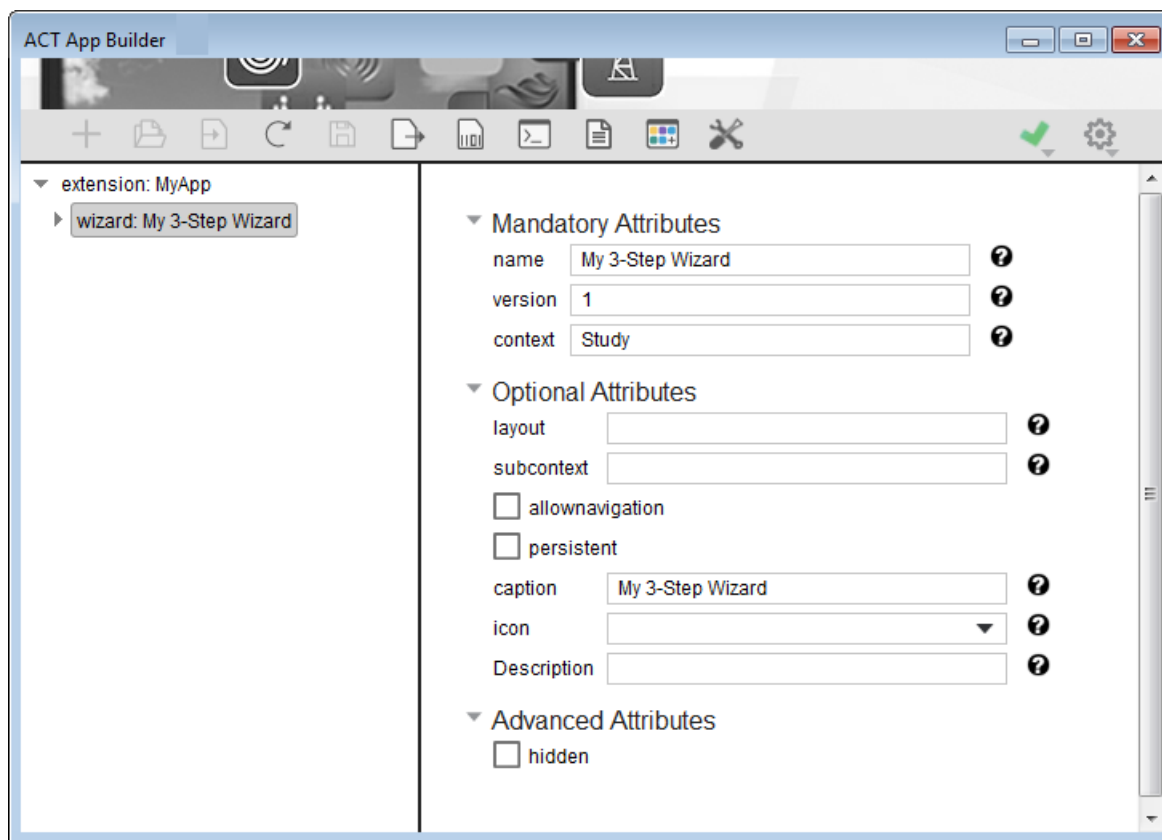 ACT App Builder
extension: MyApp
wizard: My 3-Step Wizard
Mandatory Attributes
name My 3-Step Wizard
version 1
context Study
Optional Attributes
layout
subcontext
allownavigation
persistent
caption My 3-Step Wizard
icon
Description
Advanced Attributes
hidden